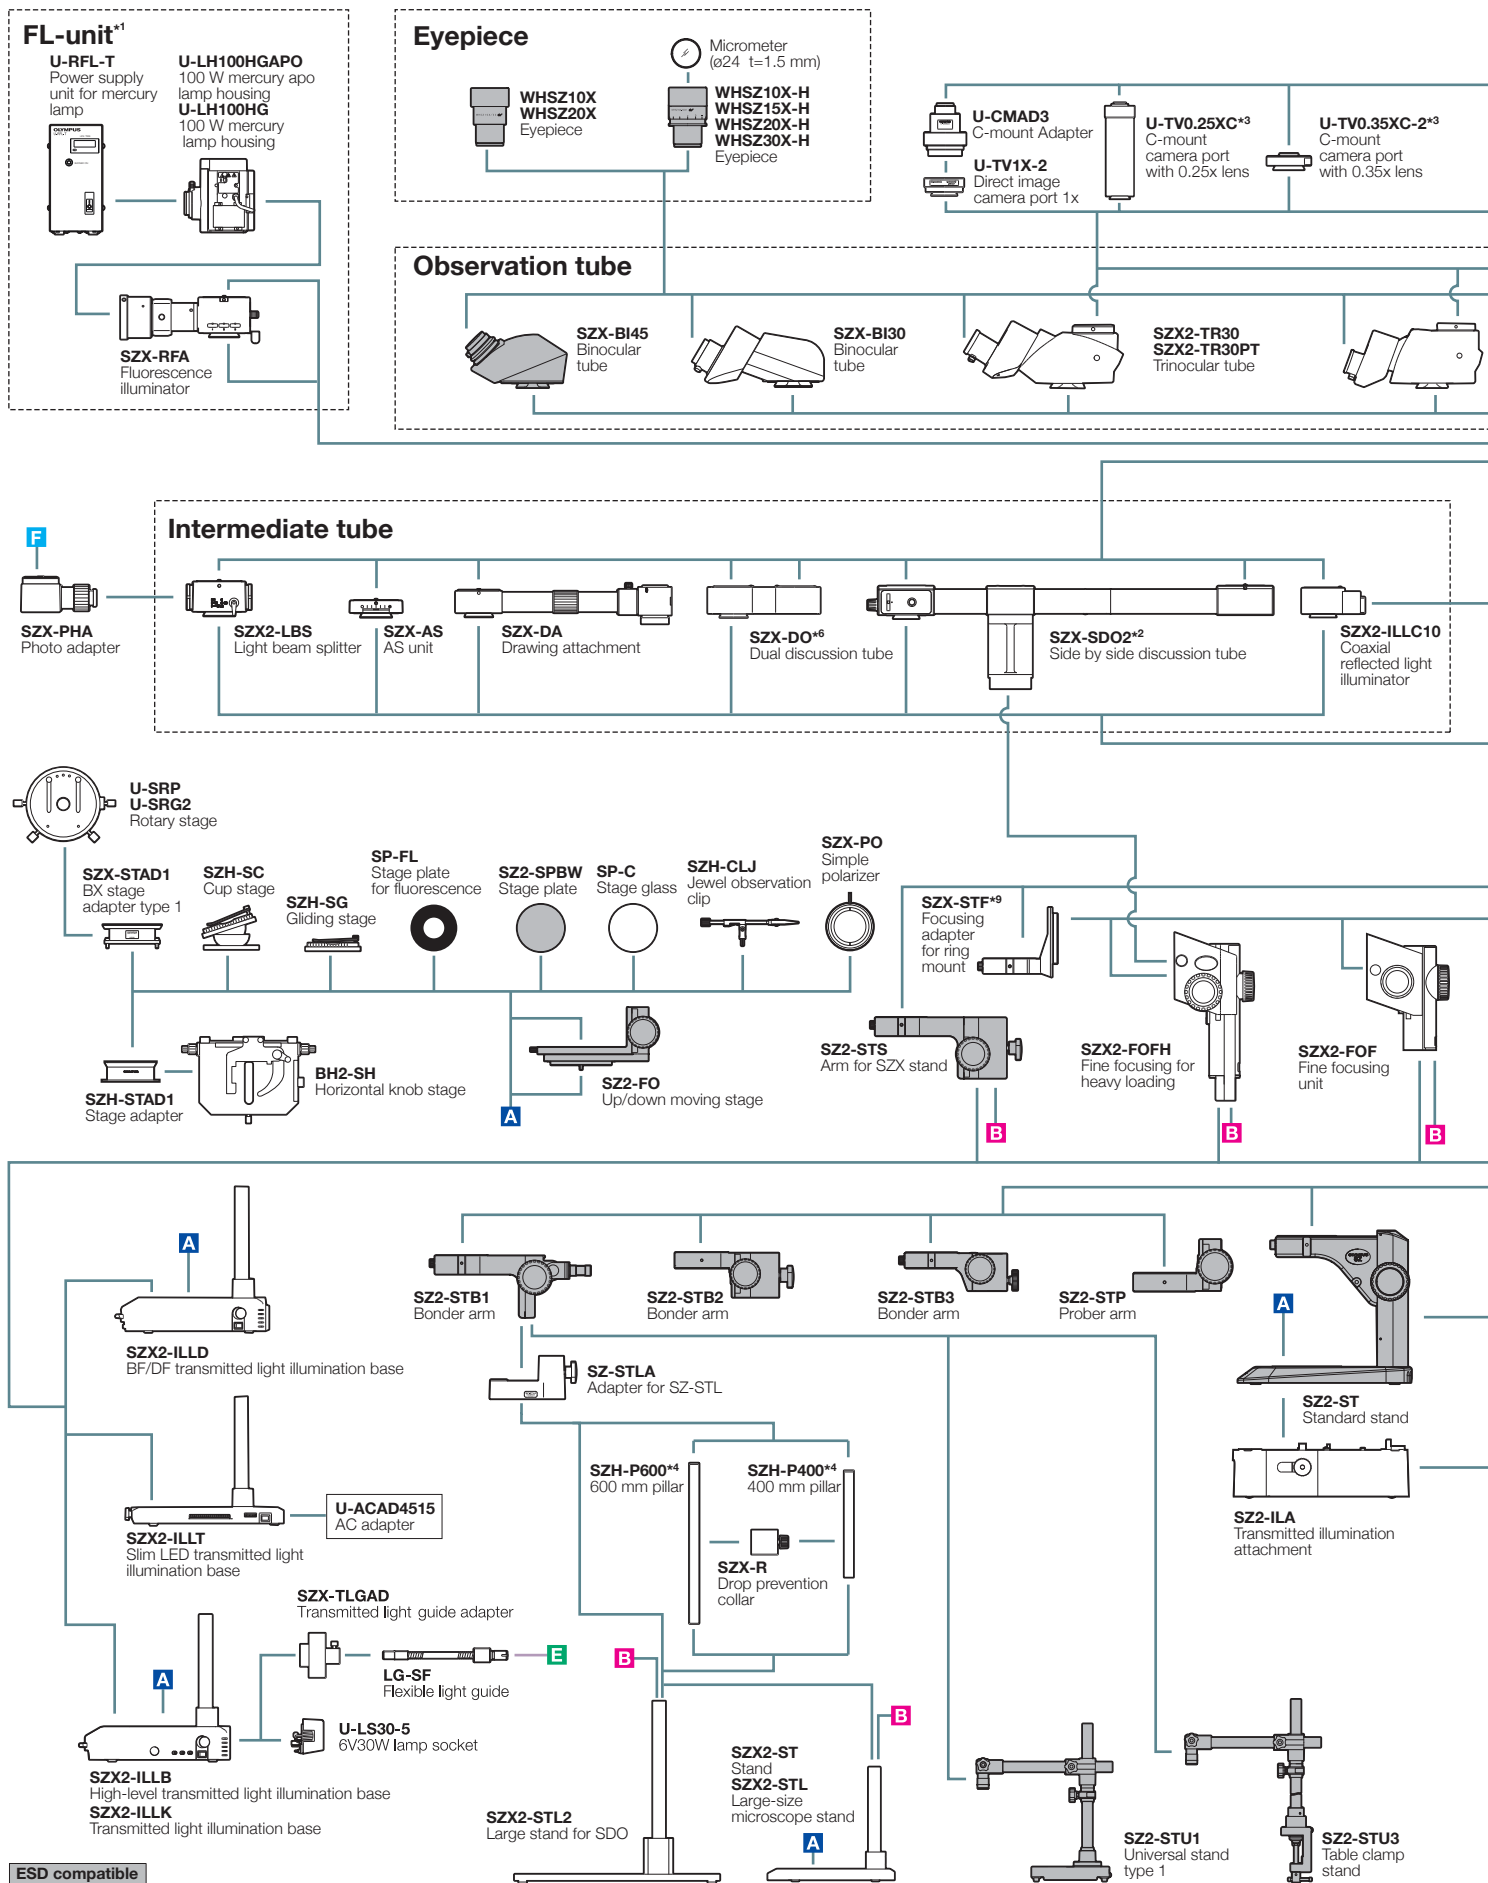 FL-unit*1
U-RFL-T
Power supply
unit for mercury
lamp
U-LH100HGAPO
100 W mercury apo
lamp housing
U-LH100HG
100 W mercury
lamp housing
OLYMPUS
SZX-RFA
Fluorescence
illuminator
Eyepiece
Micrometer
(ø24 t=1.5 mm)
WHSZ10X
WHSZ20X
Eyepiece
WHSZ10X-H
WHSZ15X-H
WHSZ20X-H
WHSZ30X-H
Eyepiece
U-CMAD3
C-mount Adapter
U-TV1X-2
Direct image
camera port 1x
U-TV0.25XC*3
C-mount
camera port
with 0.25x lens
U-TV0.35XC-2*3
C-mount
camera port
with 0.35x lens
Observation tube
SZX-BI45
Binocular
tube
SZX-BI30
Binocular
tube
SZX2-TR30
SZX2-TR30PT
Trinocular tube
Intermediate tube
F
SZX-PHA
Photo adapter
SZX2-LBS
Light beam splitter
SZX-AS
AS unit
SZX-DA
Drawing attachment
SZX-DO*6
Dual discussion tube
SZX-SDO2*2
Side by side discussion tube
SZX2-ILLC10
Coaxial
reflected light
illuminator
U-SRP
U-SRG2
Rotary stage
SZX-STAD1
BX stage
adapter type 1
SZH-SC
Cup stage
SZH-SG
Gliding stage
SP-FL
Stage plate
for fluorescence
SZ2-SPBW
Stage plate
SP-C
Stage glass
SZH-CLJ
Jewel observation
clip
SZX-PO
Simple
polarizer
SZX-STF*9
Focusing
adapter
for ring
mount
SZH-STAD1
Stage adapter
BH2-SH
Horizontal knob stage
A
SZ2-FO
Up/down moving stage
SZ2-STS
Arm for SZX stand
B
SZX2-FOFH
Fine focusing for
heavy loading
B
SZX2-FOF
Fine focusing
unit
B
A
SZX2-ILLD
BF/DF transmitted light illumination base
SZ2-STB1
Bonder arm
SZ2-STB2
Bonder arm
SZ2-STB3
Bonder arm
SZ2-STP
Prober arm
A
SZ2-ST
Standard stand
SZ-STLA
Adapter for SZ-STL
SZH-P600*4
600 mm pillar
SZH-P400*4
400 mm pillar
SZX-R
Drop prevention
collar
SZ2-ILA
Transmitted illumination
attachment
U-ACAD4515
AC adapter
SZX2-ILLT
Slim LED transmitted light
illumination base
SZX-TLGAD
Transmitted light guide adapter
LG-SF
Flexible light guide
E
A
U-LS30-5
6V30W lamp socket
SZX2-ILLB
High-level transmitted light illumination base
SZX2-ILLK
Transmitted light illumination base
B
SZX2-STL2
Large stand for SDO
B
SZX2-ST
Stand
SZX2-STL
Large-size
microscope stand
A
SZ2-STU1
Universal stand
type 1
SZ2-STU3
Table clamp
stand
ESD compatible